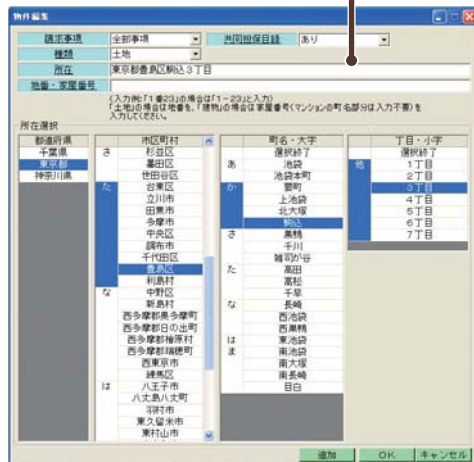 物件編集
請求事項 全部事項 共同担保目録 あり
種類 土地
所在 東京都豊島区駒込３丁目
地番・家屋番号
(入力例:「１番23」の場合は「１－２３」と入力)
「土地」の場合は地番を、「建物」の場合は家屋番号(マンションの町名部分は入力不要)を
入力してください。
所在選択
都道府県
千葉県
東京都
神奈川県
市区町村
さ 杉並区
墨田区
世田谷区
た 台東区
立川市
田無市
多摩市
中央区
調布市
千代田区
豊島区
利島村
な 中野区
新島村
西多摩郡奥多摩町
西多摩郡日の出町
西多摩郡檜原村
西多摩郡瑞穂町
西東京市
練馬区
は 八王子市
八丈島八丈町
羽村市
東久留米市
東村山市
町名・大字
選択終了
あ 池袋
池袋本町
か 要町
上池袋
北大塚
駒込
さ 巣鴨
千川
雑司が谷
た 高田
高松
千早
な 長崎
西池袋
西巣鴨
は 東池袋
ま 南池袋
南大塚
南長崎
目白
丁目・小字
選択終了
他 １丁目
２丁目
３丁目
４丁目
５丁目
６丁目
７丁目
追加 ＯＫ キャンセル